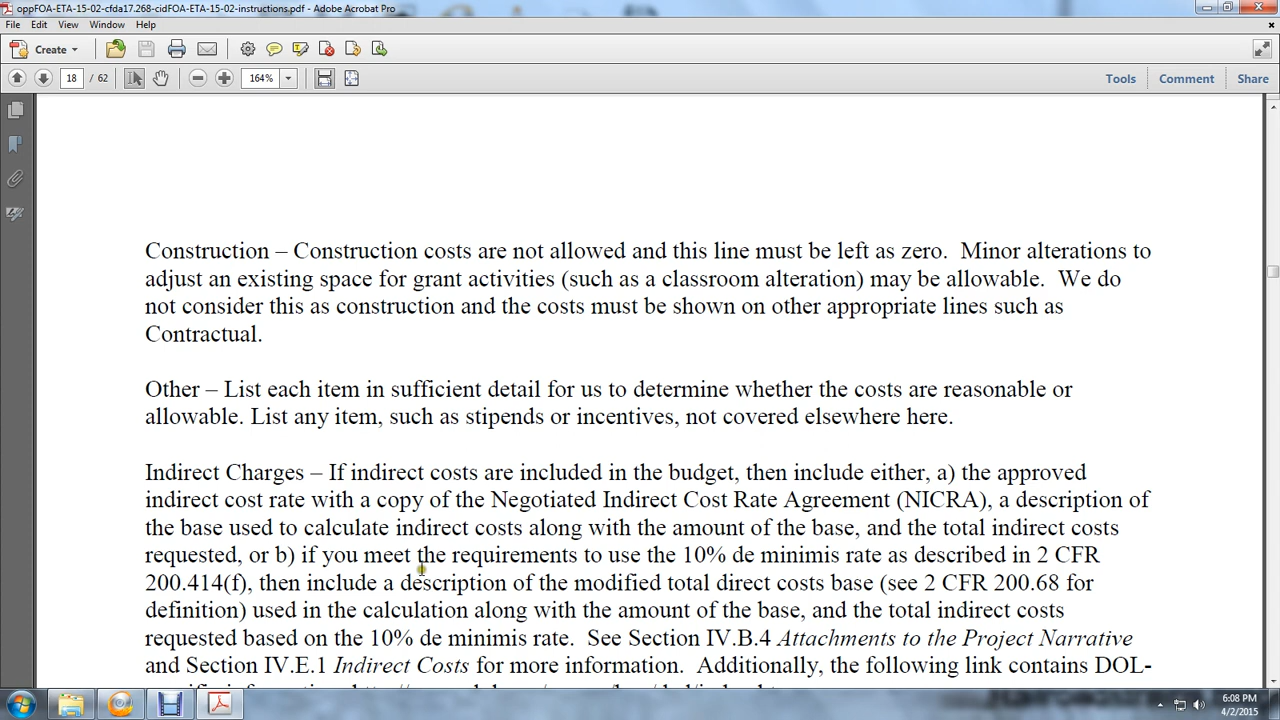 oppFOA-ETA-15-02-cfda17.268-cidFOA-ETA-15-02-instructions.pdf - Adobe Acrobat Pro
File Edit View Window Help
Create
18 / 62 164% Tools Comment Share
Construction – Construction costs are not allowed and this line must be left as zero. Minor alterations to
adjust an existing space for grant activities (such as a classroom alteration) may be allowable. We do
not consider this as construction and the costs must be shown on other appropriate lines such as
Contractual.
Other – List each item in sufficient detail for us to determine whether the costs are reasonable or
allowable. List any item, such as stipends or incentives, not covered elsewhere here.
Indirect Charges – If indirect costs are included in the budget, then include either, a) the approved
indirect cost rate with a copy of the Negotiated Indirect Cost Rate Agreement (NICRA), a description of
the base used to calculate indirect costs along with the amount of the base, and the total indirect costs
requested, or b) if you meet the requirements to use the 10% de minimis rate as described in 2 CFR
200.414(f), then include a description of the modified total direct costs base (see 2 CFR 200.68 for
definition) used in the calculation along with the amount of the base, and the total indirect costs
requested based on the 10% de minimis rate. See Section IV.B.4 Attachments to the Project Narrative
and Section IV.E.1 Indirect Costs for more information. Additionally, the following link contains DOL-
6:08 PM
4/2/2015